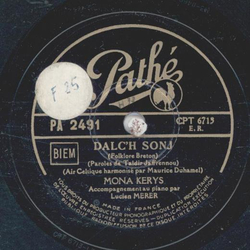 Pathé
F 25
PA 2491
CPT 6715
E.R.
BIEM
DALC'H SONJ
(Folklore Breton)
(Paroles de Taldir-Jaffrennou)
(Air Celtique harmonisé par Maurice Duhamel)
MONA KERYS
Accompagnement au piano par
Lucien MERER
MADE IN FRANCE